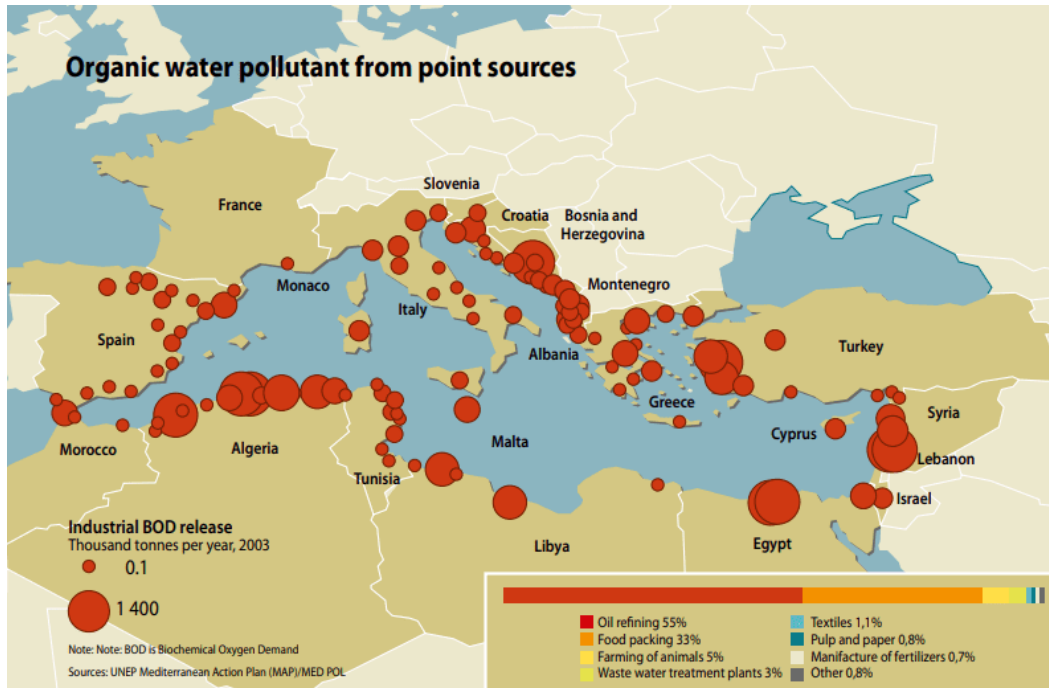 Organic water pollutant from point sources
Slovenia
France
Croatia
Bosnia and
Herzegovina
Monaco
Montenegro
Italy
Spain
Albania
Turkey
Greece
Syria
Cyprus
Malta
Morocco
Algeria
Lebanon
Tunisia
Israel
Libya
Egypt
Industrial BOD release
Thousand tonnes per year, 2003
0.1
1 400
Note: Note: BOD is Biochemical Oxygen Demand
Sources: UNEP Mediterranean Action Plan (MAP)/MED POL
Oil refining 55%
Food packing 33%
Farming of animals 5%
Waste water treatment plants 3%
Textiles 1,1%
Pulp and paper 0,8%
Manifacture of fertilizers 0,7%
Other 0,8%